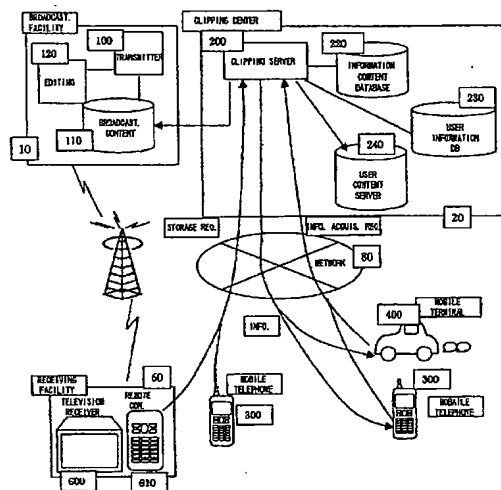 BROADCAST.
FACILITY
120
100
TRANSMITTER
EDITING
BROADCAST.
CONTENT
110
10
CLIPPING CENTER
200
CLIPPING SERVER
220
INFORMATION
CONTENT
DATABASE
230
USER
INFORMATION
DB
240
USER
CONTENT
SERVER
20
STORAGE REQ.
INFO. ACQUIS. REQ.
NETWORK
80
INFO.
400
MOBILE
TERMINAL
60
RECEIVING
FACILITY
TELEVISION
RECEIVER
REMOTE
CON.
600
610
MOBILE
TELEPHONE
300
300
MOBAILE
TELEPHONE